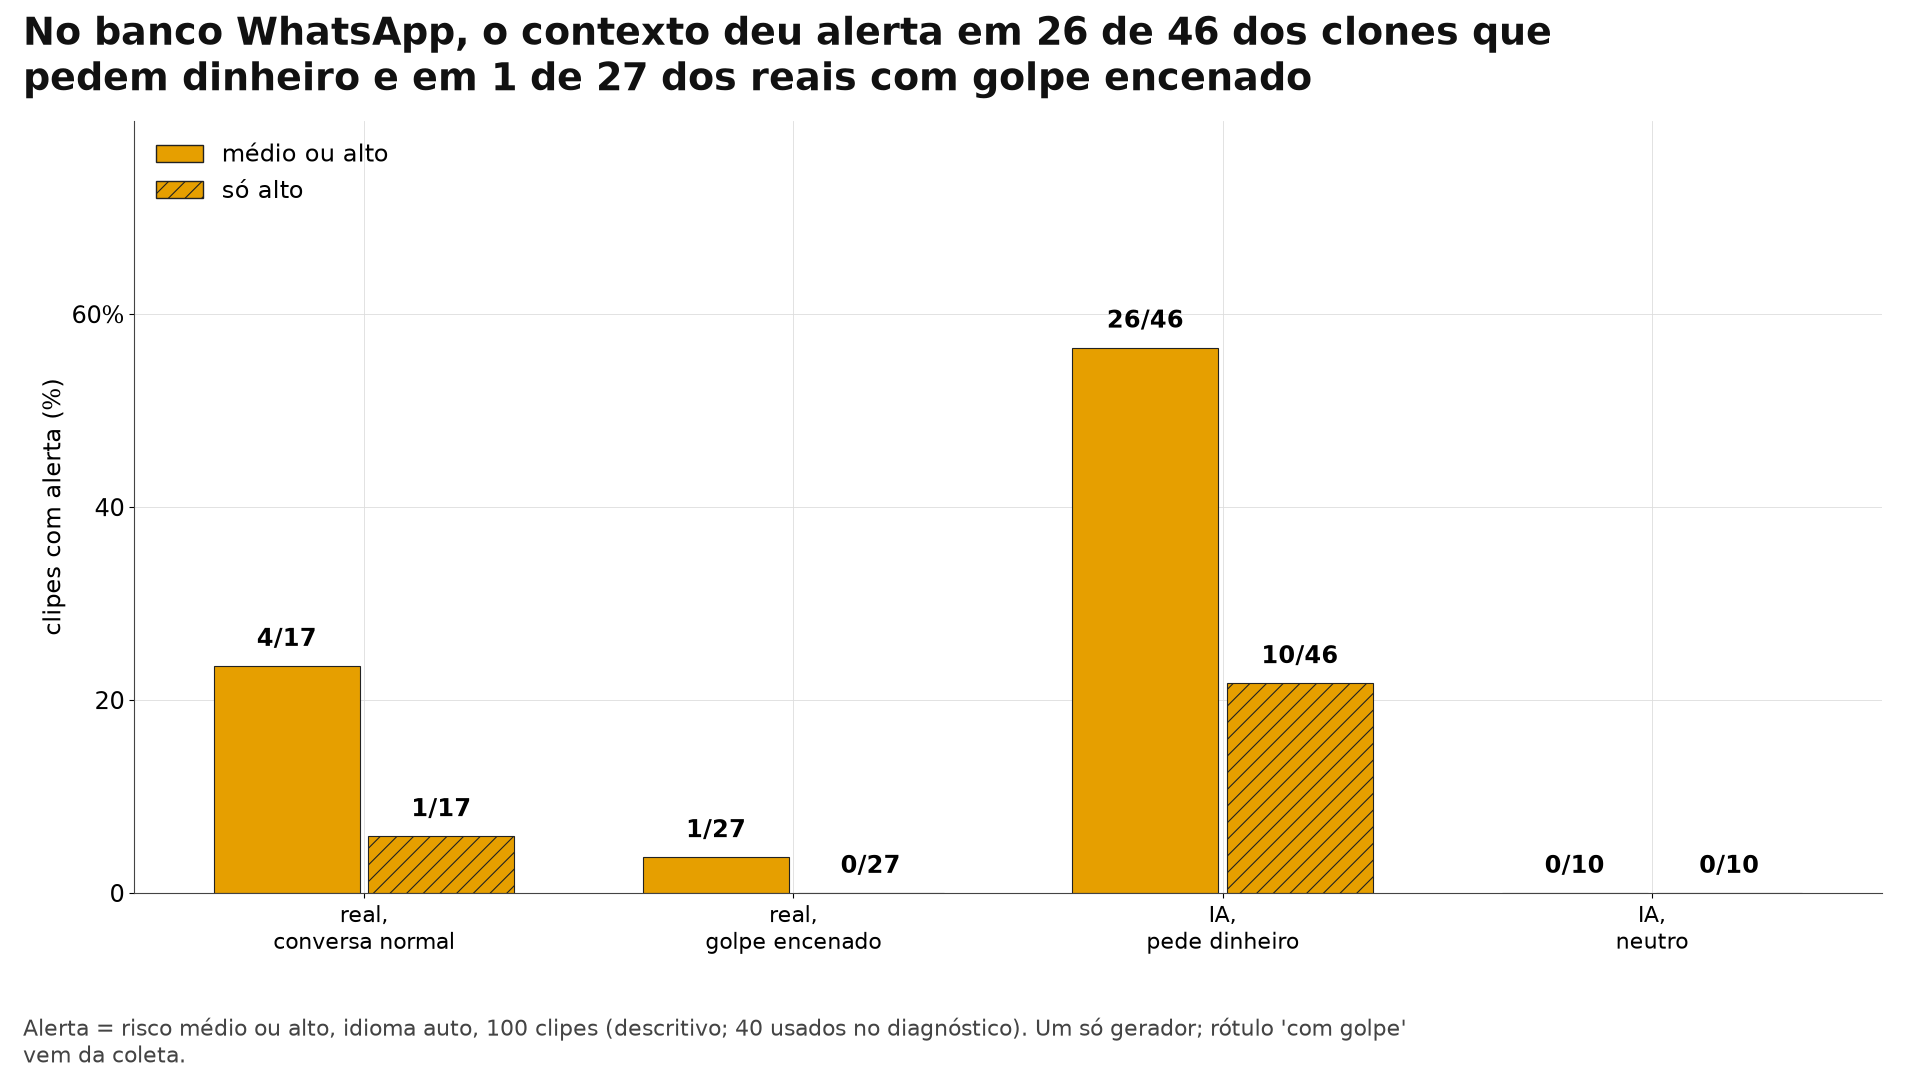 No banco WhatsApp, o contexto deu alerta em 26 de 46 dos clones que
pedem dinheiro e em 1 de 27 dos reais com golpe encenado
médio ou alto
só alto
clipes com alerta (%)
60%
40
20
0
4/17
1/17
1/27
0/27
26/46
10/46
0/10
0/10
real,
conversa normal
real,
golpe encenado
IA,
pede dinheiro
IA,
neutro
Alerta = risco médio ou alto, idioma auto, 100 clipes (descritivo; 40 usados no diagnóstico). Um só gerador; rótulo 'com golpe'
vem da coleta.